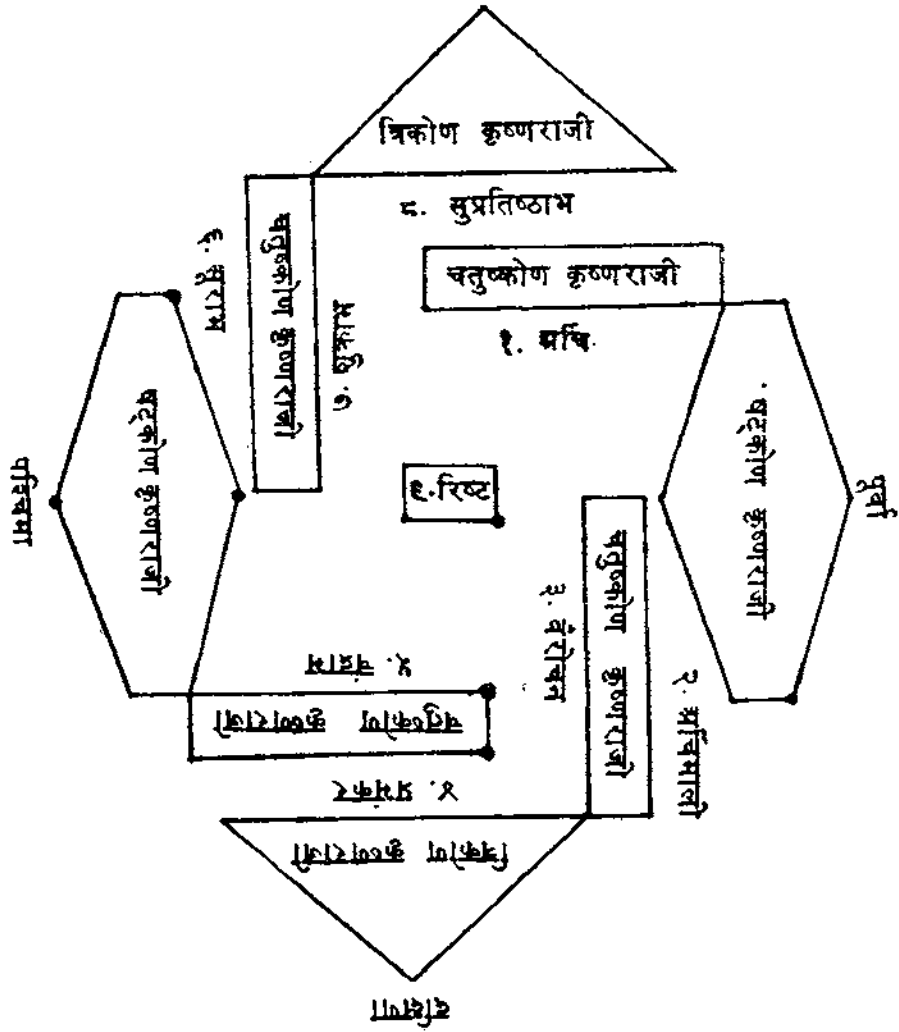 त्रिकोण कृष्णराजी
८. सुप्रतिष्ठाभ
चतुष्कोण कृष्णराजी
१. अर्चि
षट्कोण कृष्णराजी
पूर्वा
चतुष्कोण कृष्णराजी
६. सूराभ
षट्कोण कृष्णराजी
पश्चिमा
९. रिष्ट
चतुष्कोण कृष्णराजी
३. वैरोचन
२. अर्चिमाली
५. चंद्राभ
चतुष्कोण कृष्णराजी
४. प्रभंकर
त्रिकोण कृष्णराजी
दक्षिणा